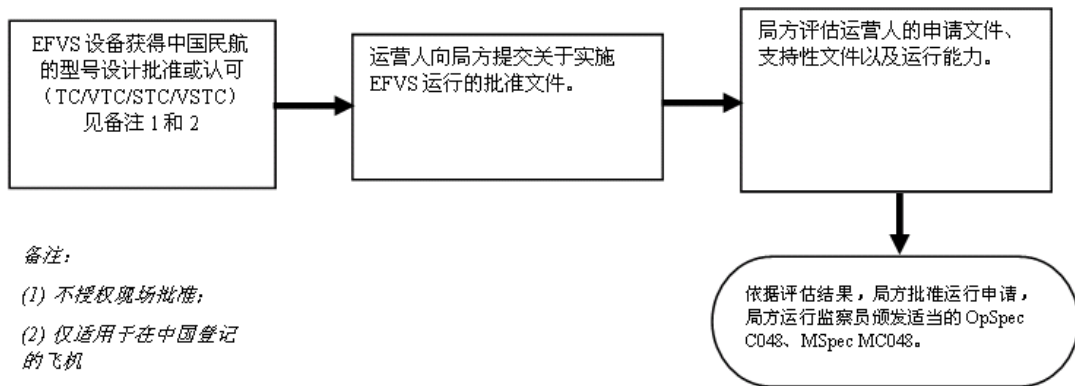 EFVS 设备获得中国民航
的型号设计批准或认可
（TC/VTC/STC/VSTC）
见备注 1 和 2
运营人向局方提交关于实施
EFVS 运行的批准文件。
局方评估运营人的申请文件、
支持性文件以及运行能力。
依据评估结果，局方批准运行申请，
局方运行监察员颁发适当的 OpSpec
C048、MSpec MC048。
备注：
(1) 不授权现场批准；
(2) 仅适用于在中国登记
的飞机